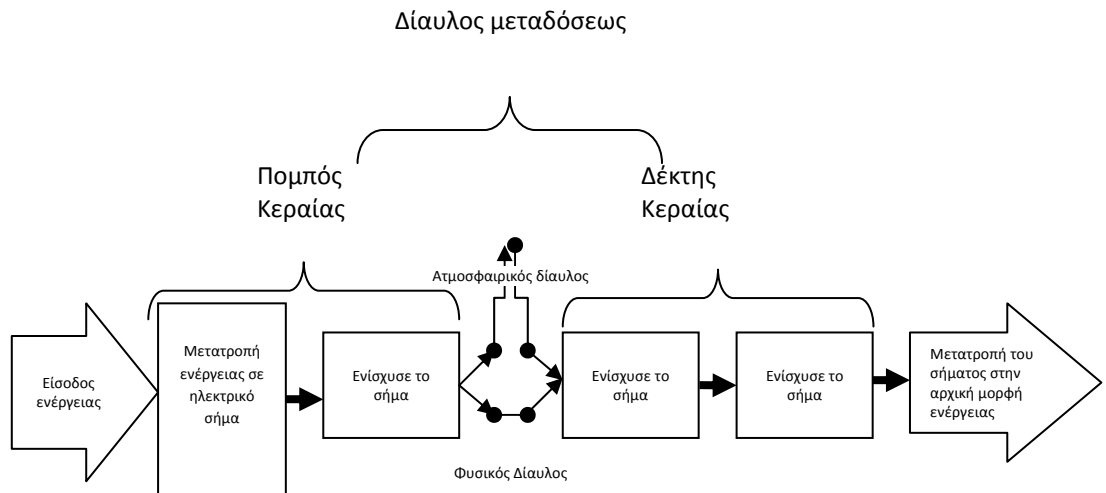 Δίαυλος μεταδόσεως
Πομπός
Κεραίας
Δέκτης
Κεραίας
Ατμοσφαιρικός δίαυλος
Είσοδος
ενέργειας
Μετατροπή
ενέργειας σε
ηλεκτρικό
σήμα
Ενίσχυσε το
σήμα
Ενίσχυσε το
σήμα
Ενίσχυσε το
σήμα
Μετατροπή του
σήματος στην
αρχική μορφή
ενέργειας
Φυσικός Δίαυλος